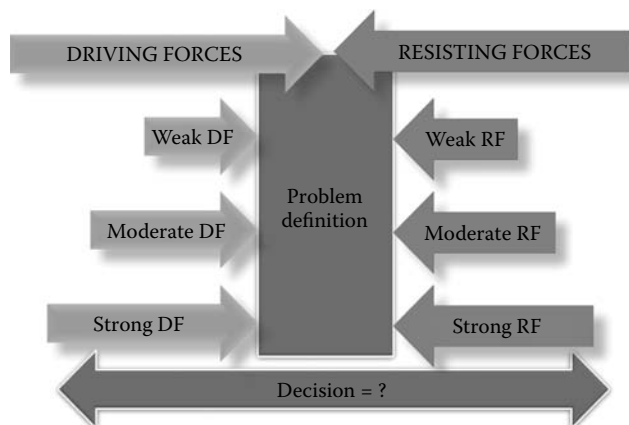 DRIVING FORCES
RESISTING FORCES
Weak DF
Weak RF
Problem
definition
Moderate DF
Moderate RF
Strong DF
Strong RF
Decision = ?